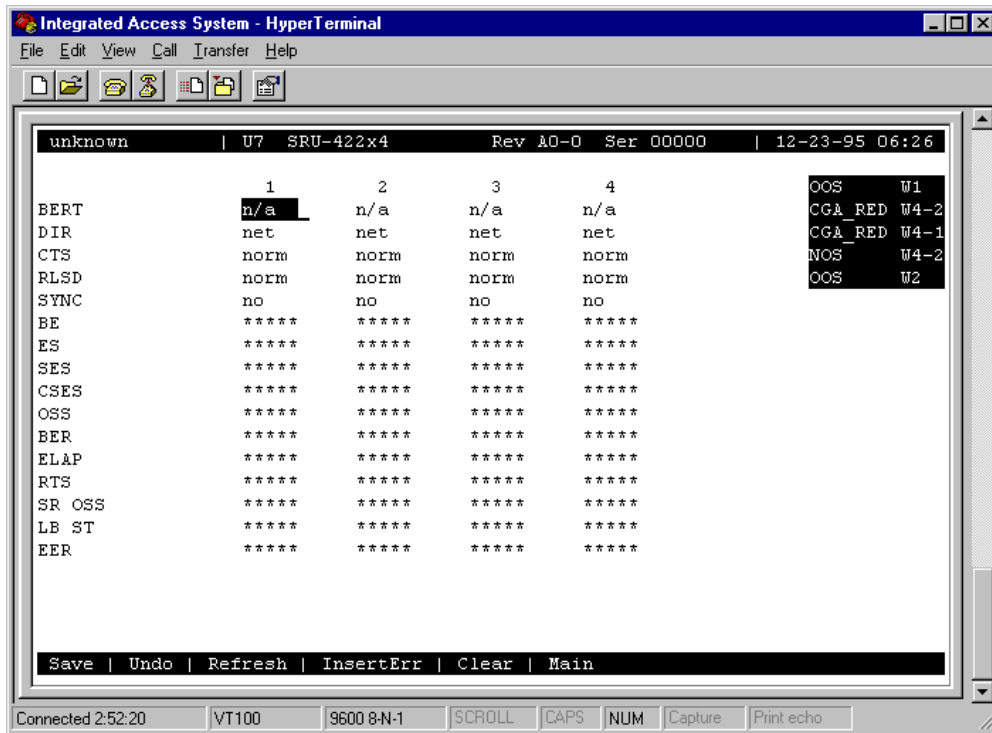 Integrated Access System - HyperTerminal
File Edit View Call Transfer Help
unknown | U7 SRU-422x4 Rev A0-0 Ser 00000 | 12-23-95 06:26
1 2 3 4 OOS W1
BERT n/a n/a n/a n/a CGA_RED W4-2
DIR net net net net CGA_RED W4-1
CTS norm norm norm norm NOS W4-2
RLSD norm norm norm norm OOS W2
SYNC no no no no
BE ***** ***** ***** *****
ES ***** ***** ***** *****
SES ***** ***** ***** *****
CSES ***** ***** ***** *****
OSS ***** ***** ***** *****
BER ***** ***** ***** *****
ELAP ***** ***** ***** *****
RTS ***** ***** ***** *****
SR OSS ***** ***** ***** *****
LB ST ***** ***** ***** *****
EER ***** ***** ***** *****
Save | Undo | Refresh | InsertErr | Clear | Main
Connected 2:52:20 VT100 9600 8-N-1 SCROLL CAPS NUM Capture Print echo